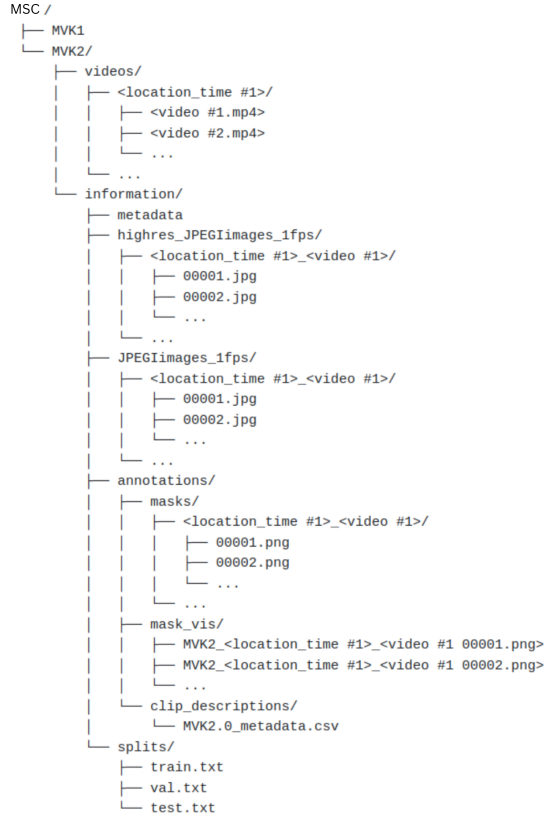 MSC /
├── MVK1
└── MVK2/
    ├── videos/
    │   ├── <location_time #1>/
    │   │   ├── <video #1.mp4>
    │   │   ├── <video #2.mp4>
    │   │   └── ...
    │   └── ...
    └── information/
        ├── metadata
        ├── highres_JPEGIimages_1fps/
        │   ├── <location_time #1>_<video #1>/
        │   │   ├── 00001.jpg
        │   │   ├── 00002.jpg
        │   │   └── ...
        │   └── ...
        ├── JPEGIimages_1fps/
        │   ├── <location_time #1>_<video #1>/
        │   │   ├── 00001.jpg
        │   │   ├── 00002.jpg
        │   │   └── ...
        │   └── ...
        ├── annotations/
        │   ├── masks/
        │   │   ├── <location_time #1>_<video #1>/
        │   │   │   ├── 00001.png
        │   │   │   ├── 00002.png
        │   │   │   └── ...
        │   │   └── ...
        │   ├── mask_vis/
        │   │   ├── MVK2_<location_time #1>_<video #1 00001.png>
        │   │   ├── MVK2_<location_time #1>_<video #1 00002.png>
        │   │   └── ...
        │   └── clip_descriptions/
        │       └── MVK2.0_metadata.csv
        └── splits/
            ├── train.txt
            ├── val.txt
            └── test.txt